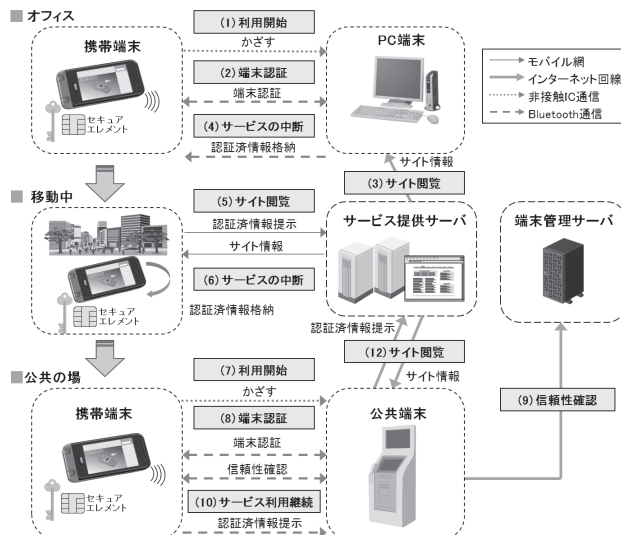 ■ オフィス
携帯端末
セキュア
エレメント
(1)利用開始
かざす
(2)端末認証
端末認証
(4)サービスの中断
認証済情報格納
PC端末
モバイル網
インターネット回線
非接触IC通信
Bluetooth通信
サイト情報
(3)サイト閲覧
■ 移動中
セキュア
エレメント
(5)サイト閲覧
認証済情報提示
サイト情報
(6)サービスの中断
認証済情報格納
サービス提供サーバ
端末管理サーバ
認証済情報提示
(12)サイト閲覧
サイト情報
(9)信頼性確認
■公共の場
携帯端末
セキュア
エレメント
(7)利用開始
かざす
(8)端末認証
端末認証
信頼性確認
(10)サービス利用継続
認証済情報提示
公共端末